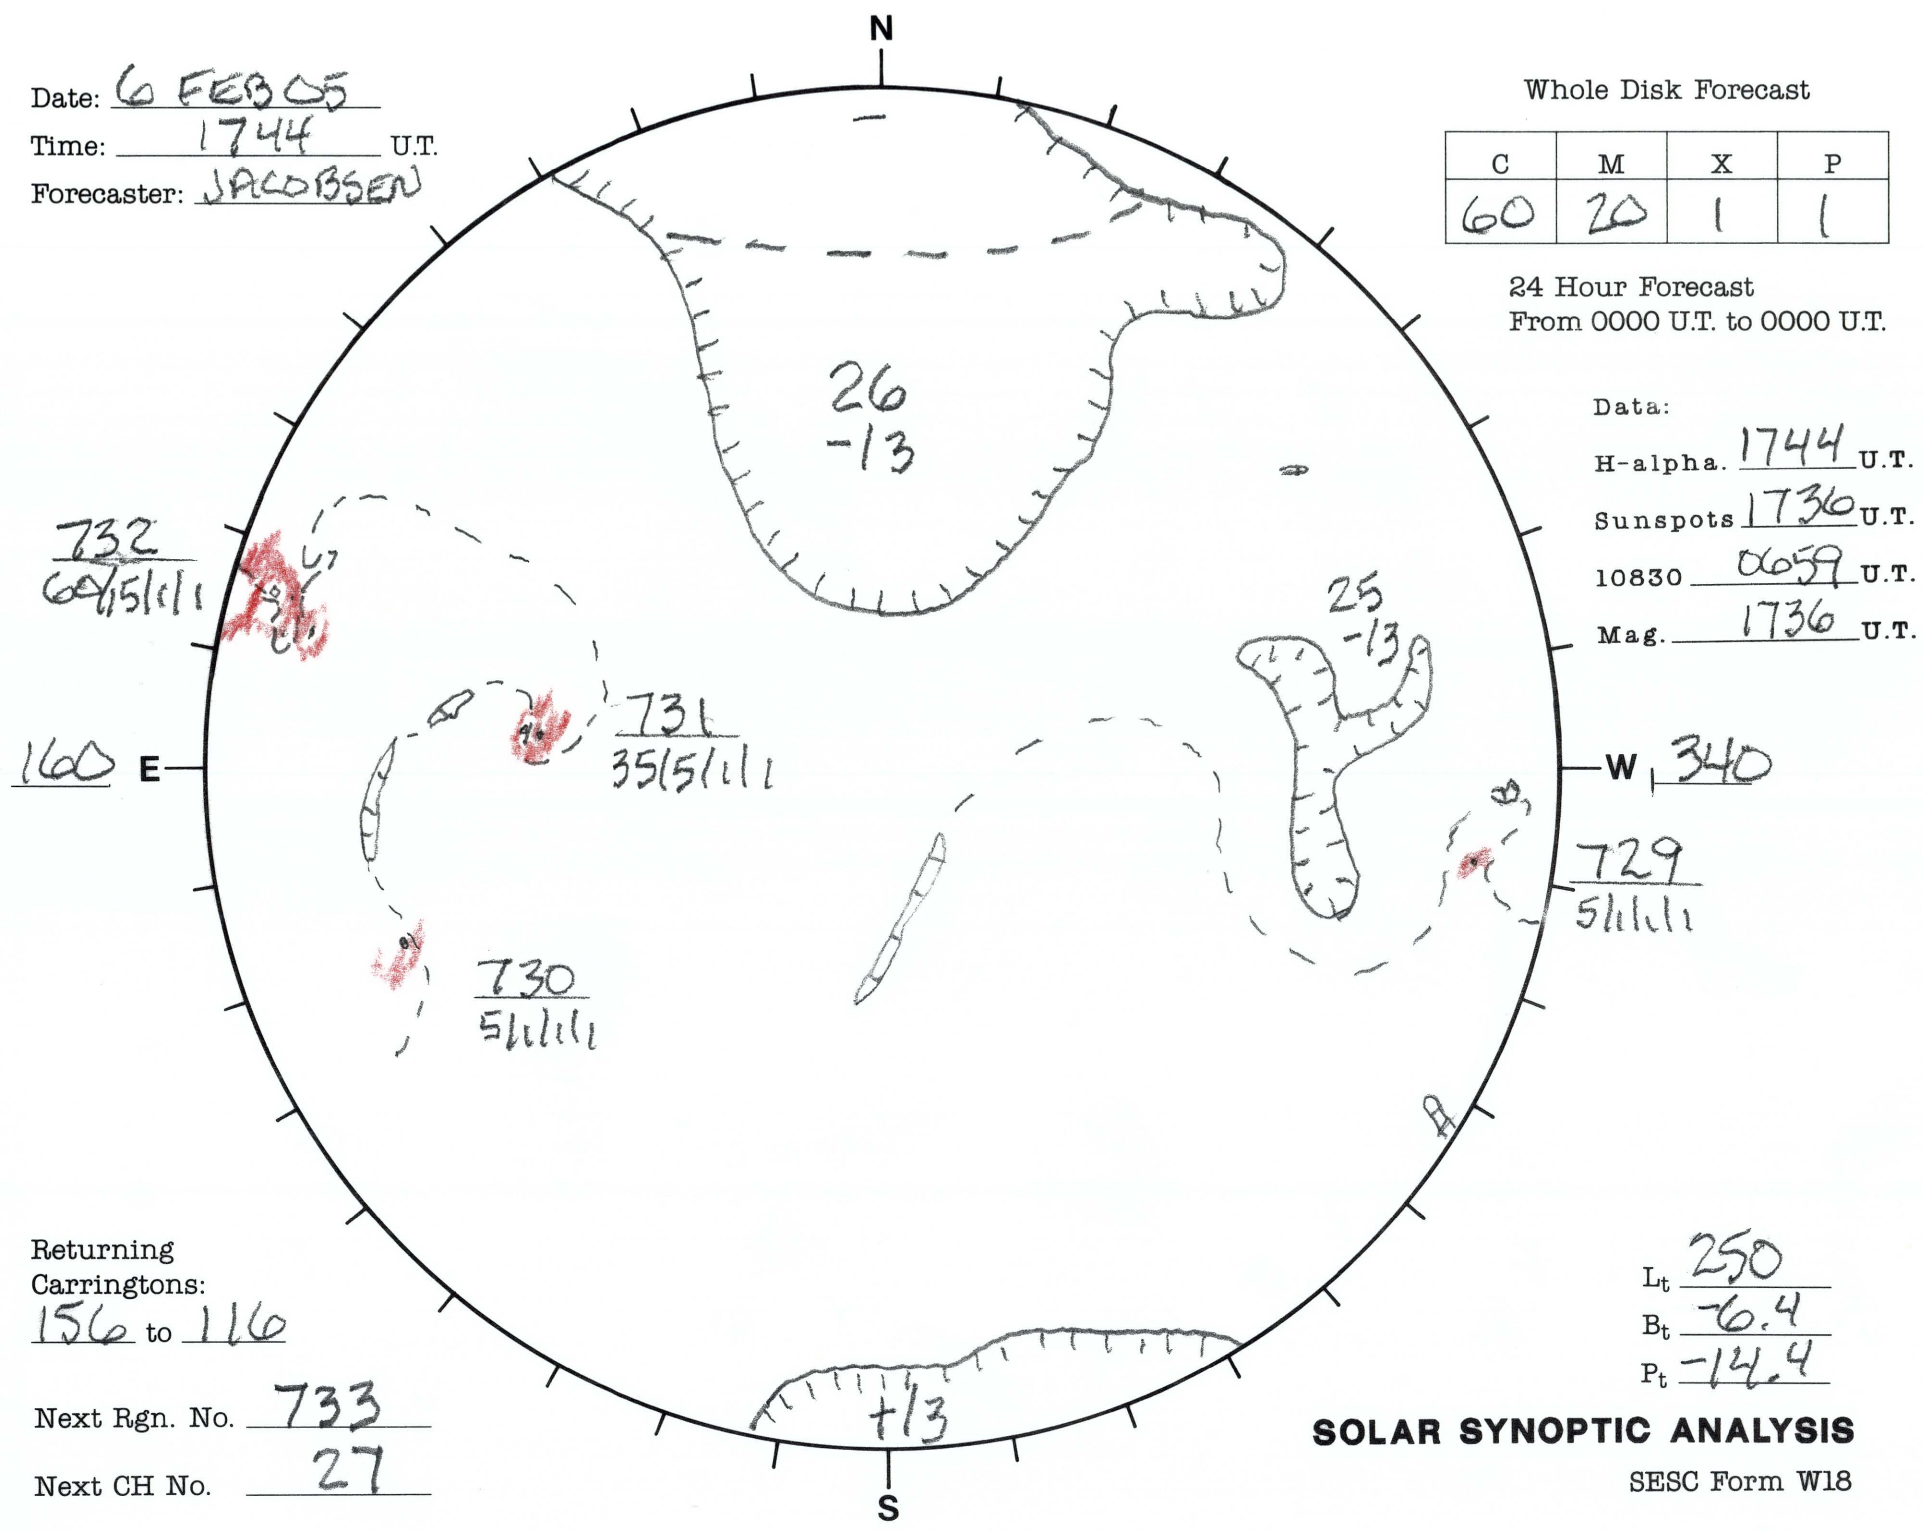 N
Date: 6 FEB 05
Time: 1744 U.T.
Forecaster: JACOBSEN
Whole Disk Forecast
C M X P
60 20 1 1
24 Hour Forecast
From 0000 U.T. to 0000 U.T.
Data:
H-alpha. 1744 U.T.
Sunspots 1736 U.T.
10830 0659 U.T.
Mag. 1736 U.T.
26
-13
732
60/15/1/1
25
-13
731
35/5/1/1
160 E
W 340
729
5/1/1/1
730
5/1/1/1
Returning
Carringtons:
156 to 116
Next Rgn. No. 733
Next CH No. 27
+13
S
Lt 250
Bt -6.4
Pt -14.4
SOLAR SYNOPTIC ANALYSIS
SESC Form W18